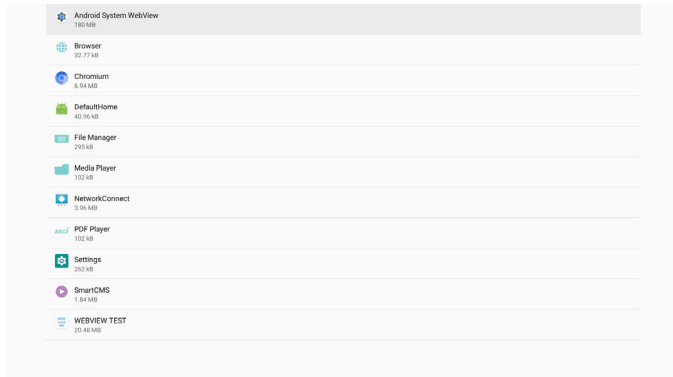 Android System WebView
180 MB
Browser
32.77 kB
Chromium
6.94 MB
DefaultHome
40.96 kB
File Manager
295 kB
Media Player
102 kB
NetworkConnect
3.96 MB
PDF Player
102 kB
Settings
262 kB
SmartCMS
1.84 MB
WEBVIEW TEST
20.48 MB